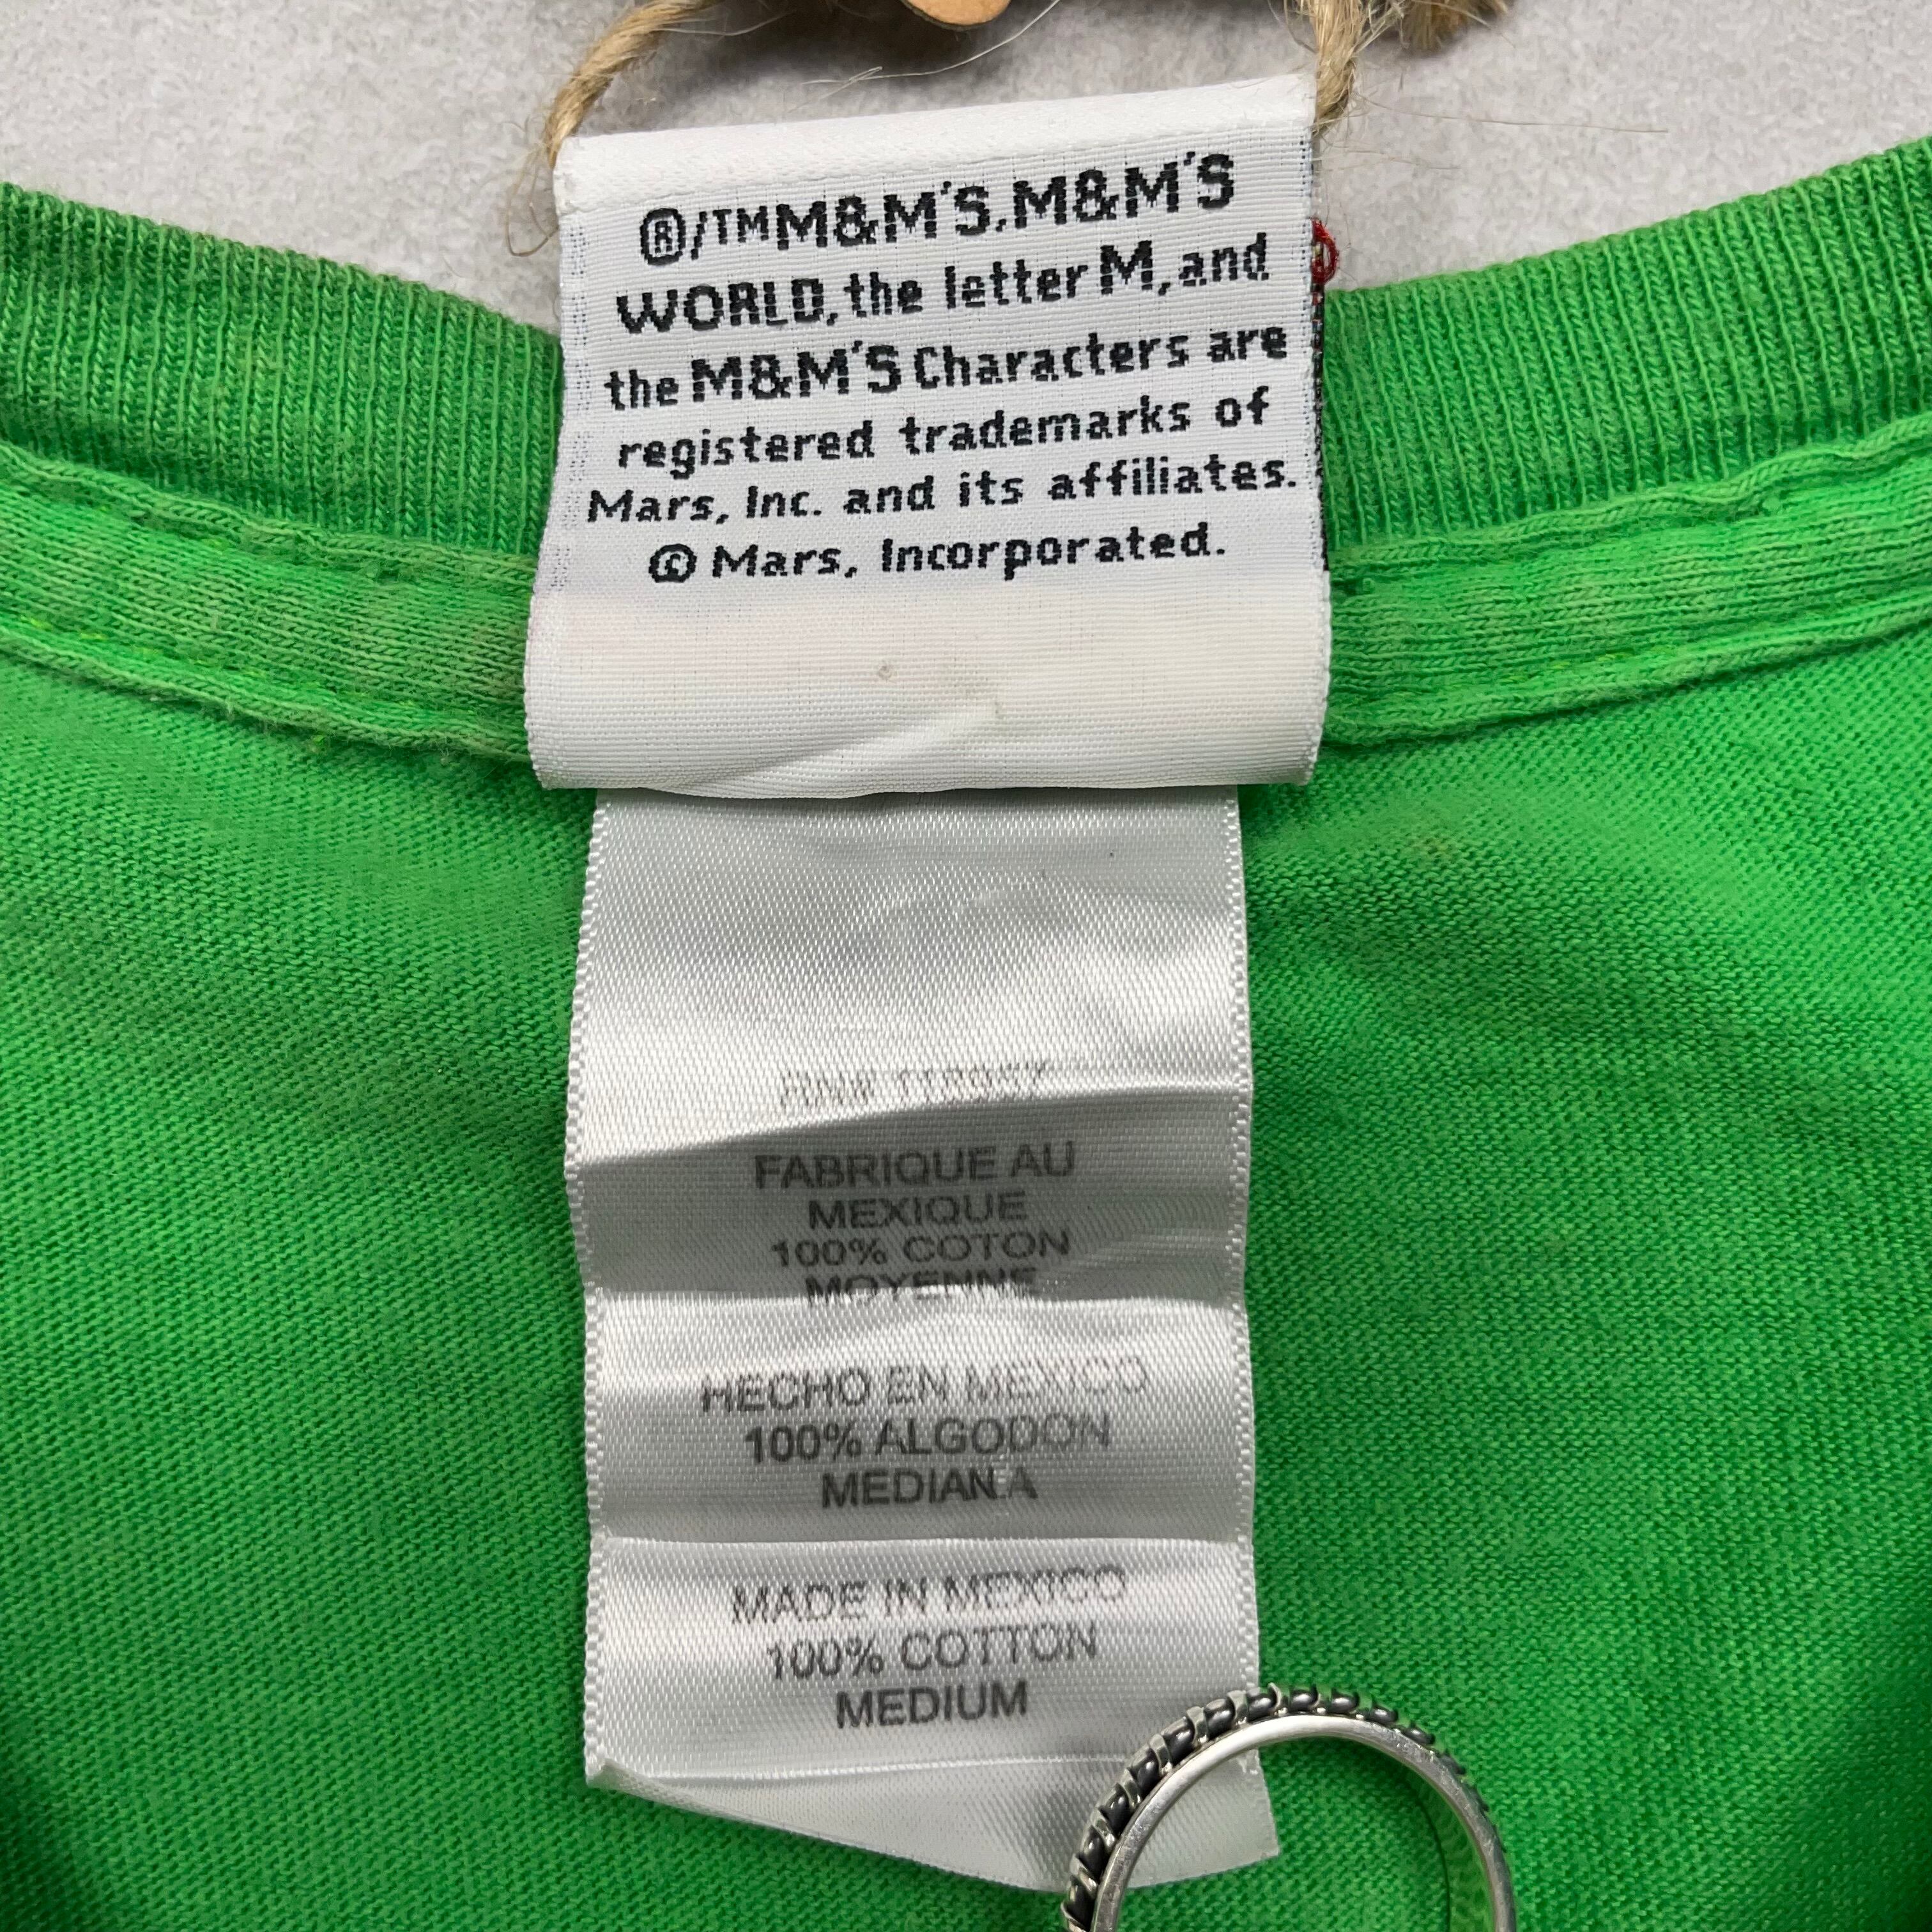 ®/™M&M'S, M&M'S
WORLD, the letter M, and
the M&M'S Characters are
registered trademarks of
Mars, Inc. and its affiliates.
© Mars, Incorporated.
FABRIQUE AU
MEXIQUE
100% COTON
MOYENNE
HECHO EN MEXICO
100% ALGODON
MEDIANA
MADE IN MEXICO
100% COTTON
MEDIUM